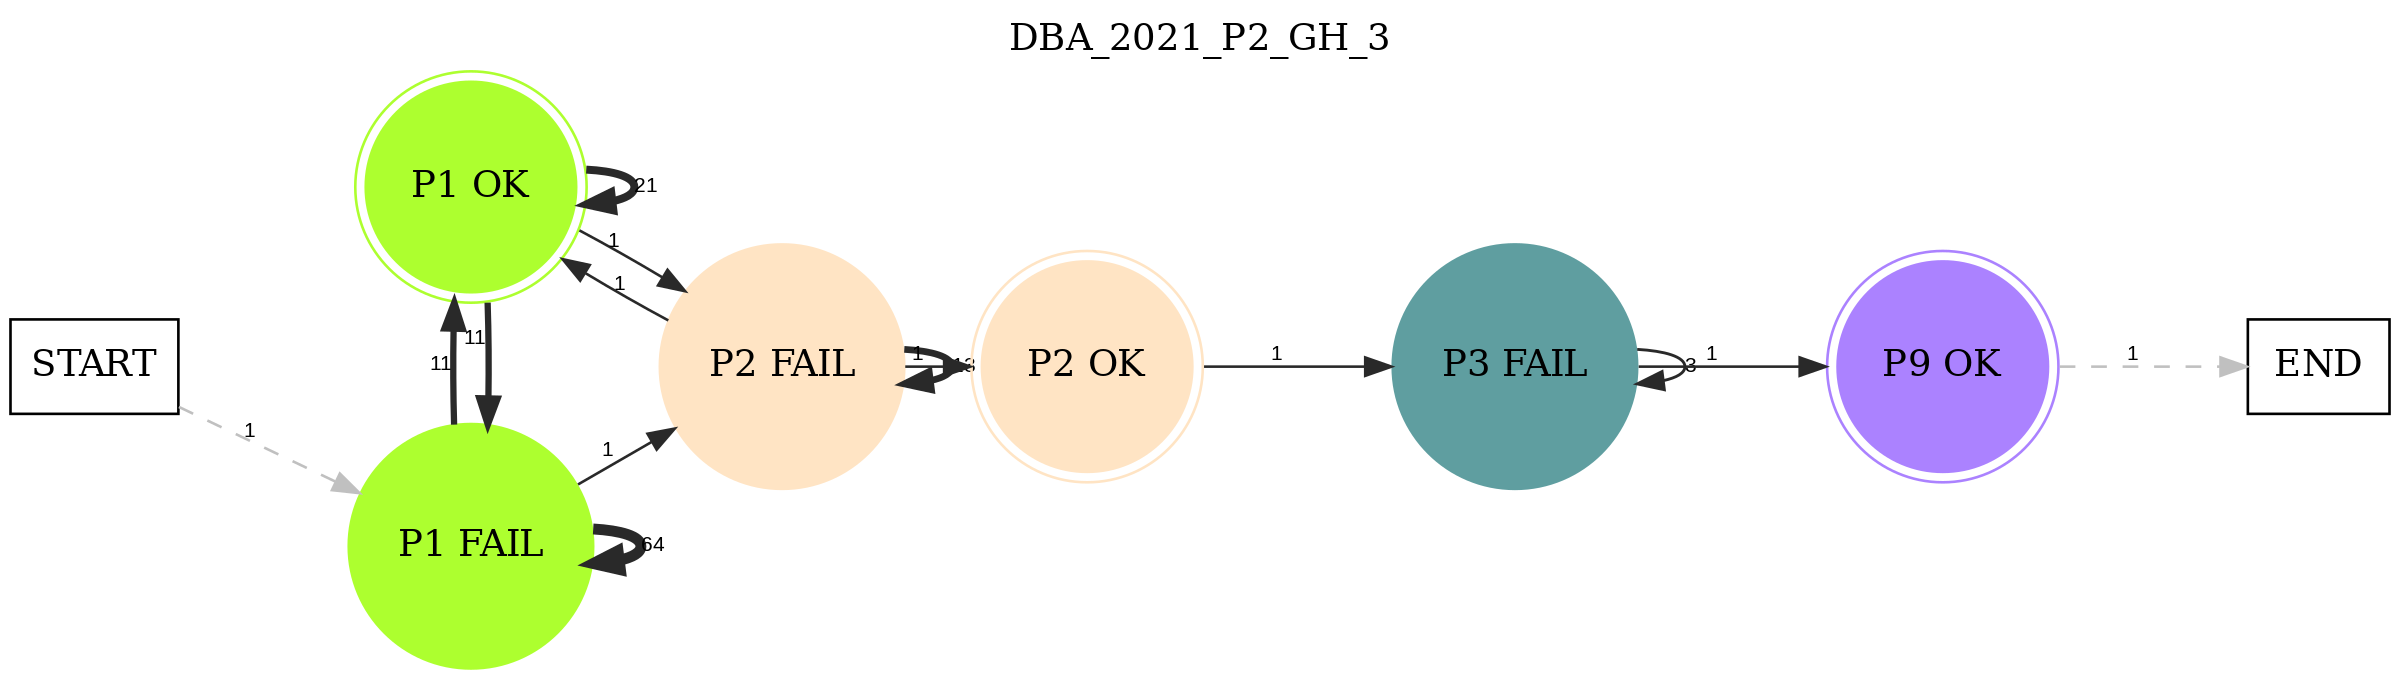 DBA_2021_P2_GH_3
P1 OK
21
1
1
11
11
START
1
P2 FAIL
1
13
P2 OK
1
P3 FAIL
3
1
P9 OK
1
END
1
P1 FAIL
64